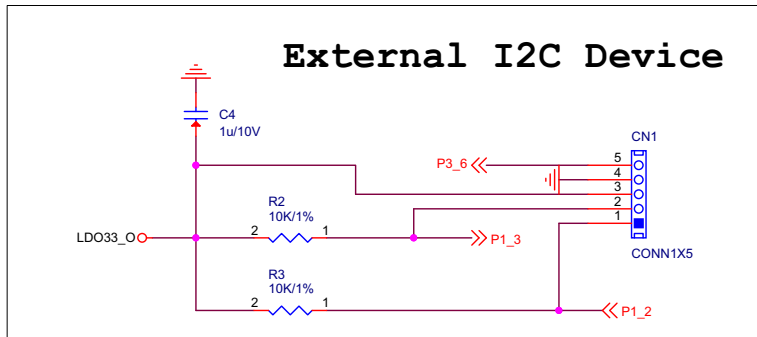 External I2C Device
C4
1u/10V
CN1
P3_6
5
4
3
2
1
R2
10K/1%
2
1
LDO33_O
P1_3
CONN1X5
R3
10K/1%
2
1
P1_2